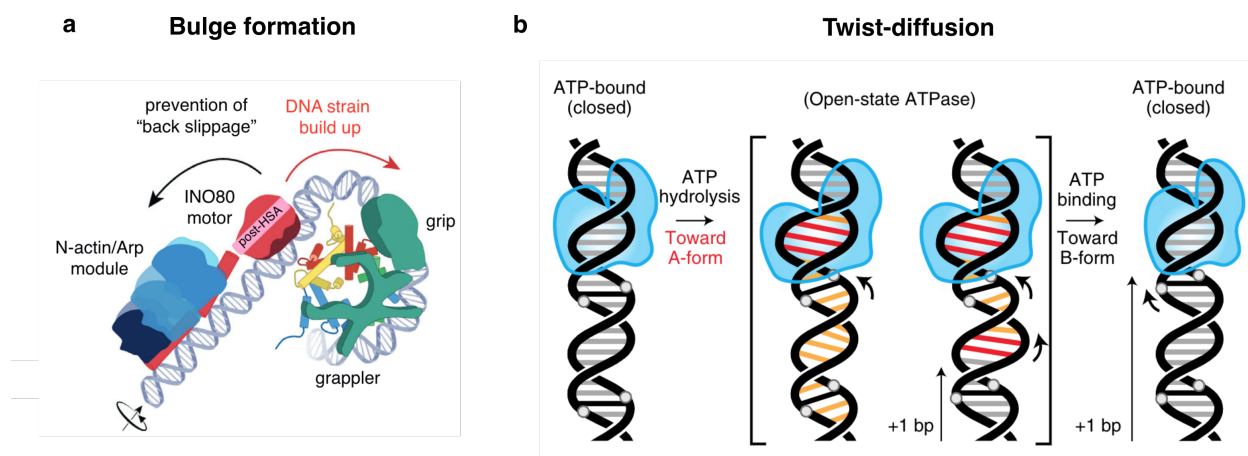 a
Bulge formation
prevention of
“back slippage”
DNA strain
build up
INO80
motor
post-HSA
grip
N-actin/Arp
module
grappler
b
Twist-diffusion
ATP-bound
(closed)
(Open-state ATPase)
ATP-bound
(closed)
ATP
hydrolysis
Toward
A-form
ATP
binding
Toward
B-form
+1 bp
+1 bp